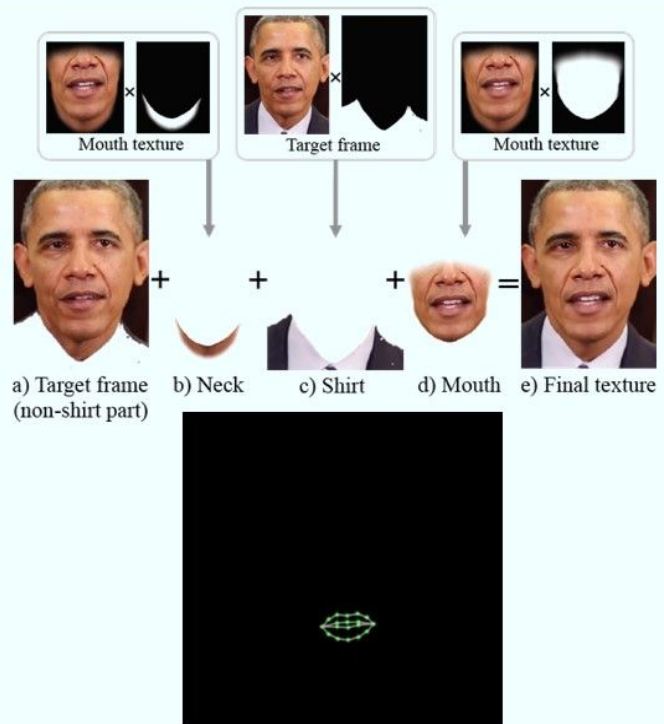 ×
Mouth texture
×
Target frame
×
Mouth texture
+ + + =
a) Target frame
(non-shirt part)
b) Neck
c) Shirt
d) Mouth
e) Final texture